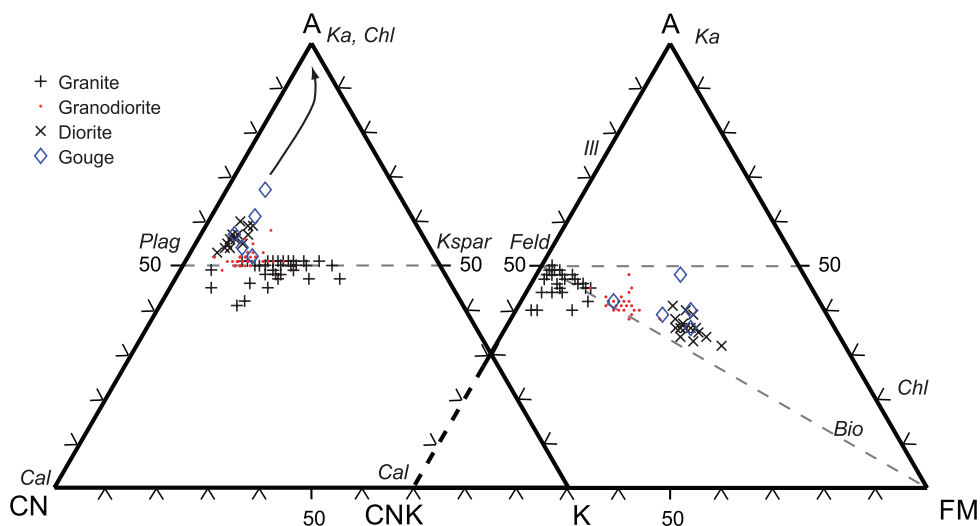 A
Ka, Chl
A
Ka
Granite
Granodiorite
Diorite
Gouge
Ill
Plag
Kspar
Feld
50
50
50
50
Chl
Bio
Cal
Cal
CN
50
CNK
K
50
FM